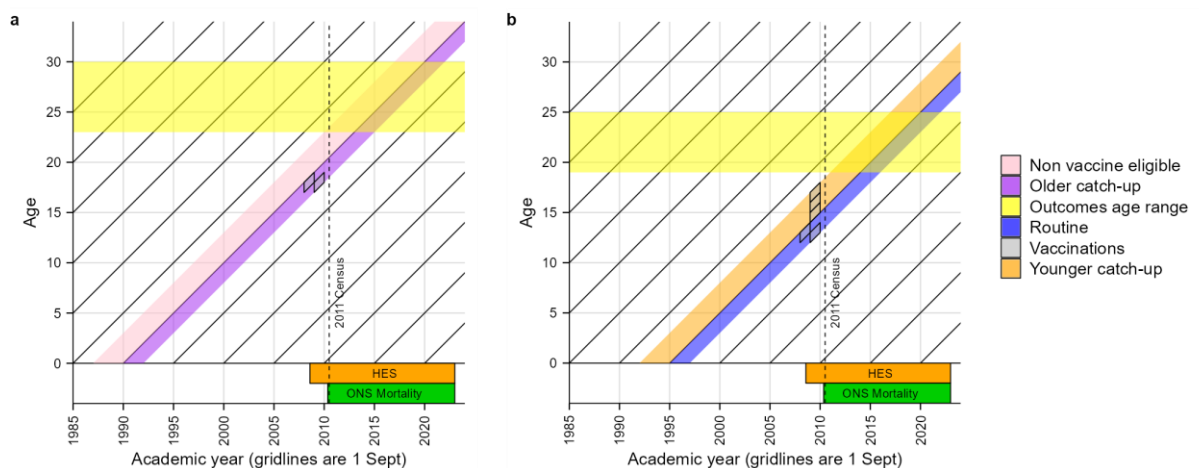 a
30
25
20
15
10
5
0
Age
2011 Census
HES
ONS Mortality
1985
1990
1995
2000
2005
2010
2015
2020
Academic year (gridlines are 1 Sept)
b
30
25
20
15
10
5
0
Age
2011 Census
HES
ONS Mortality
1985
1990
1995
2000
2005
2010
2015
2020
Academic year (gridlines are 1 Sept)
Non vaccine eligible
Older catch-up
Outcomes age range
Routine
Vaccinations
Younger catch-up